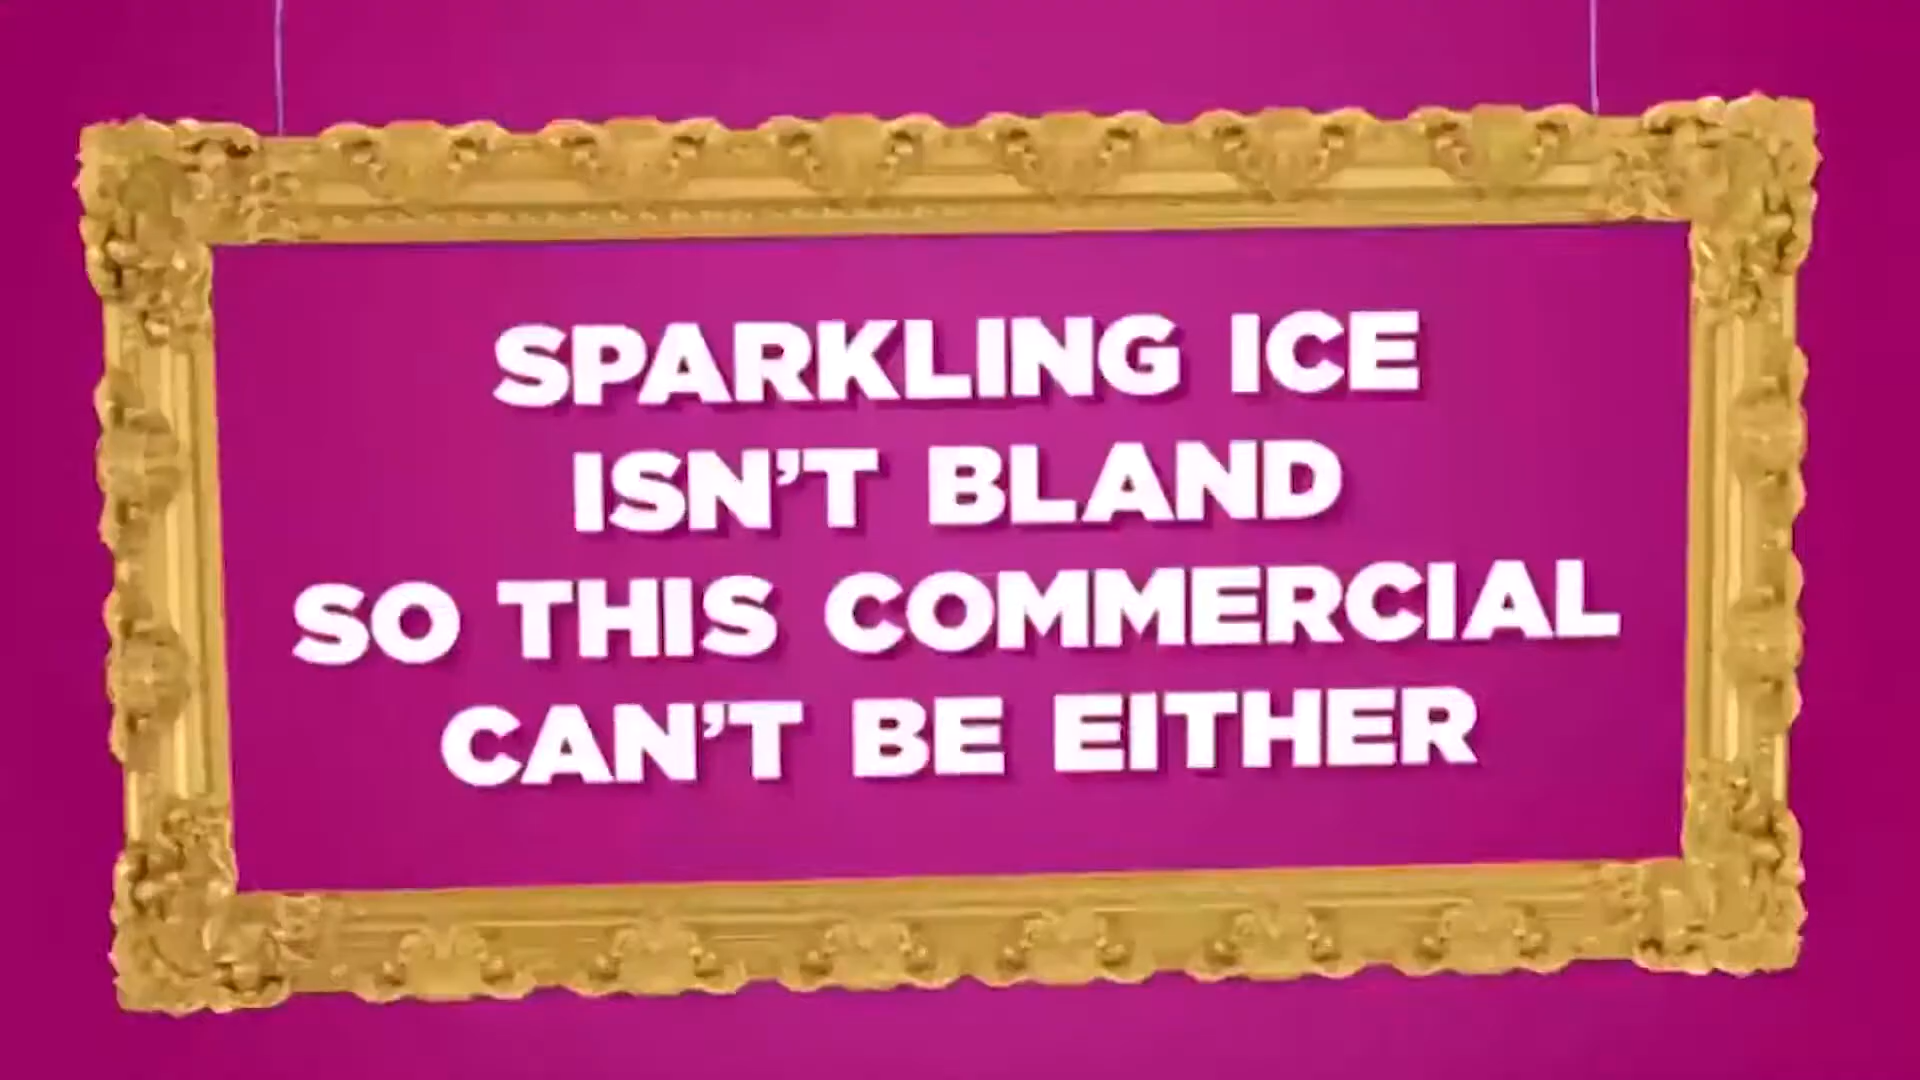 SPARKLING ICE
ISN'T BLAND
SO THIS COMMERCIAL
CAN'T BE EITHER